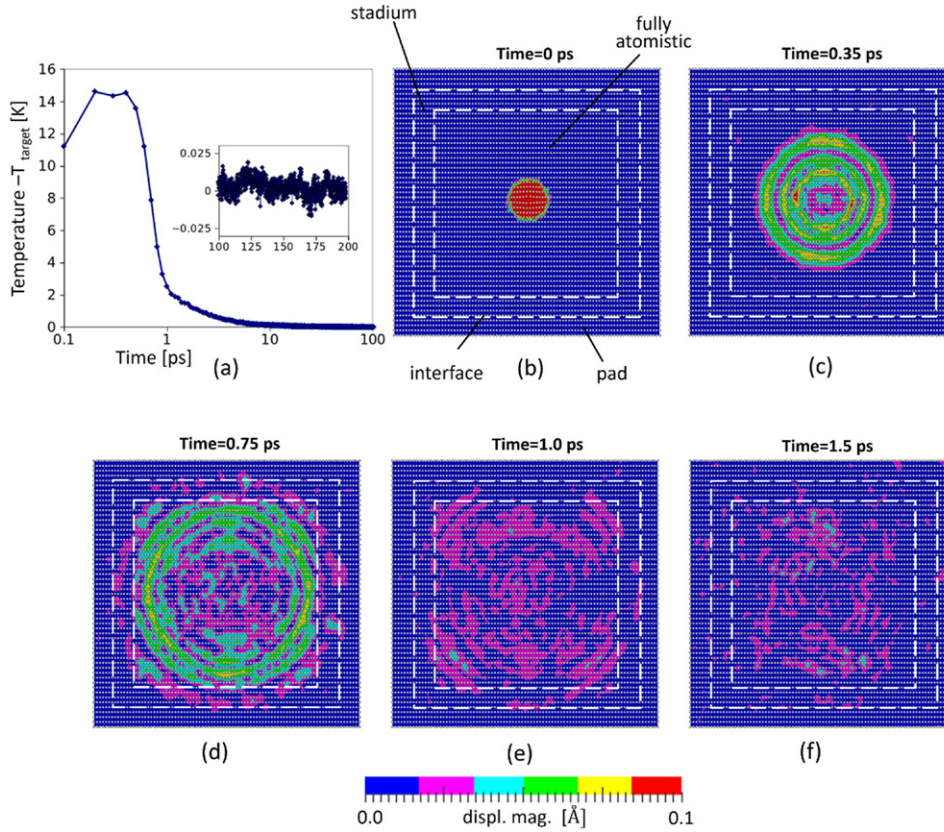 stadium
fully
atomistic
Time=0 ps
Time=0.35 ps
Temperature –T target [K]
16
14
12
10
8
6
4
2
0
0.025
0
−0.025
100 125 150 175 200
0.1 1 10 100
Time [ps]
(a)
interface
(b)
pad
(c)
Time=0.75 ps
Time=1.0 ps
Time=1.5 ps
(d)
(e)
(f)
0.0
displ. mag. [Å]
0.1